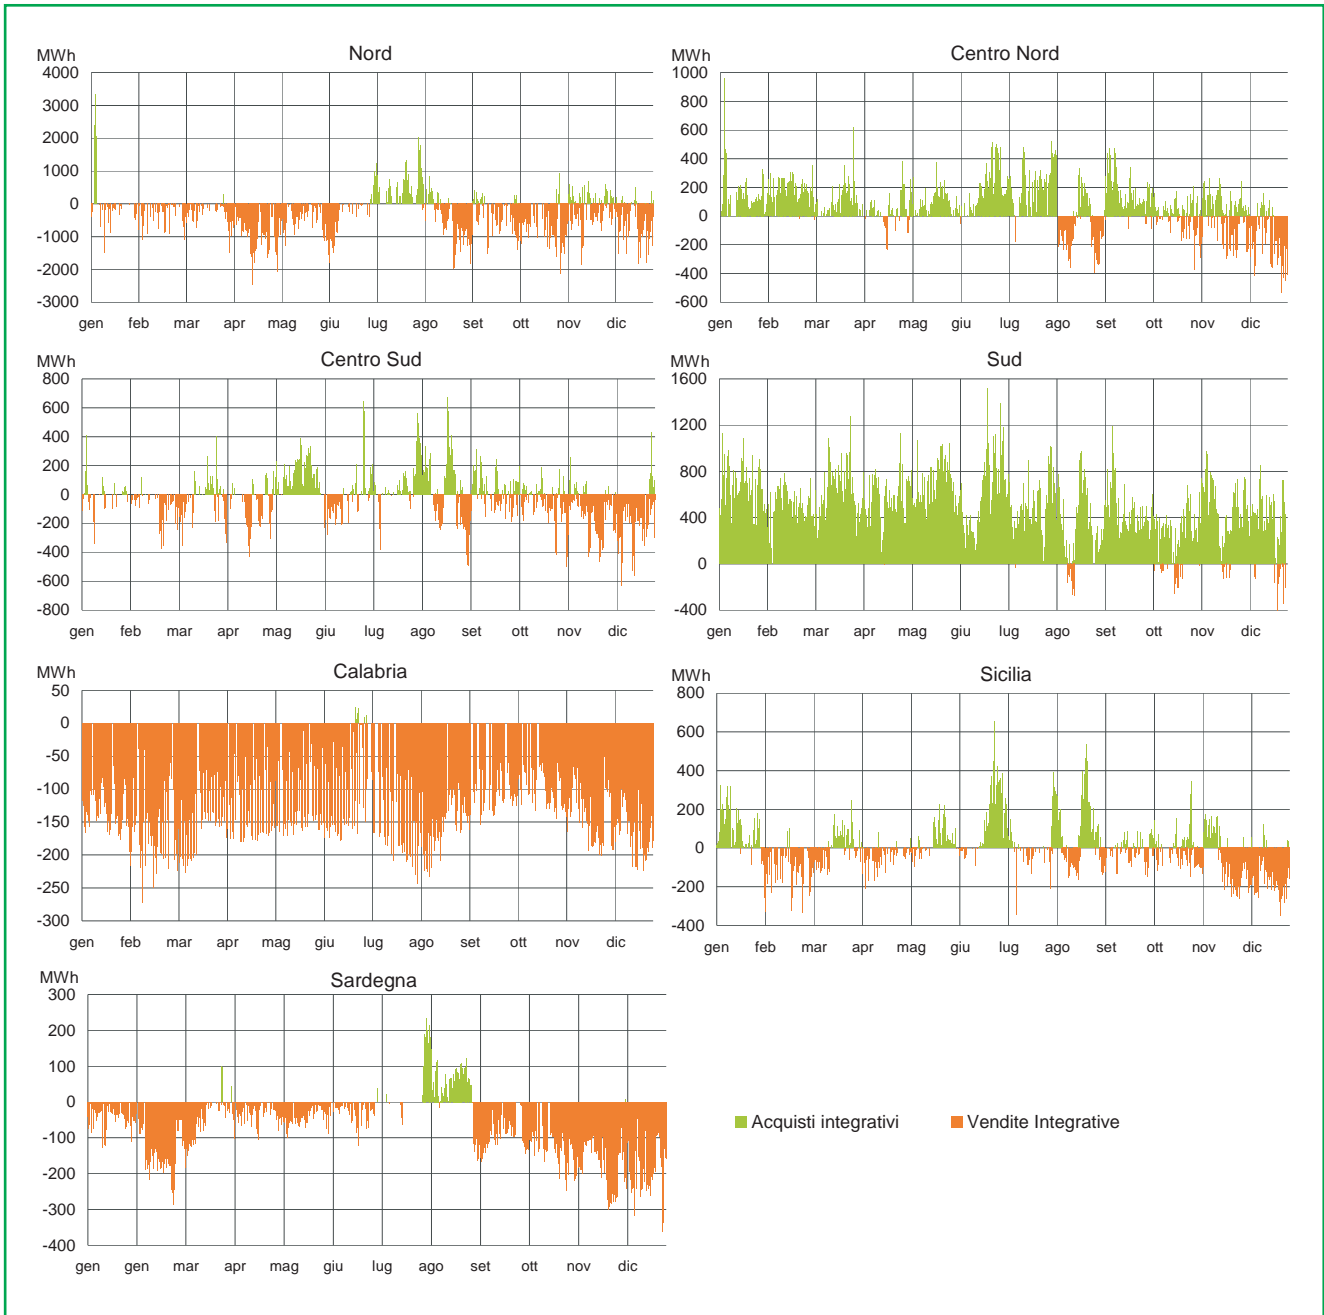 Nord
MWh
4000
3000
2000
1000
0
-1000
-2000
-3000
gen feb mar apr mag giu lug ago set ott nov dic
Centro Nord
MWh
1000
800
600
400
200
0
-200
-400
-600
gen feb mar apr mag giu lug ago set ott nov dic
Centro Sud
MWh
800
600
400
200
0
-200
-400
-600
-800
gen feb mar apr mag giu lug ago set ott nov dic
Sud
MWh
1600
1200
800
400
0
-400
gen feb mar apr mag giu lug ago set ott nov dic
Calabria
MWh
50
0
-50
-100
-150
-200
-250
-300
gen feb mar apr mag giu lug ago set ott nov dic
Sicilia
MWh
800
600
400
200
0
-200
-400
gen feb mar apr mag giu lug ago set ott nov dic
Sardegna
MWh
300
200
100
0
-100
-200
-300
-400
gen gen mar apr mag giu lug ago set ott nov dic
Acquisti integrativi
Vendite Integrative